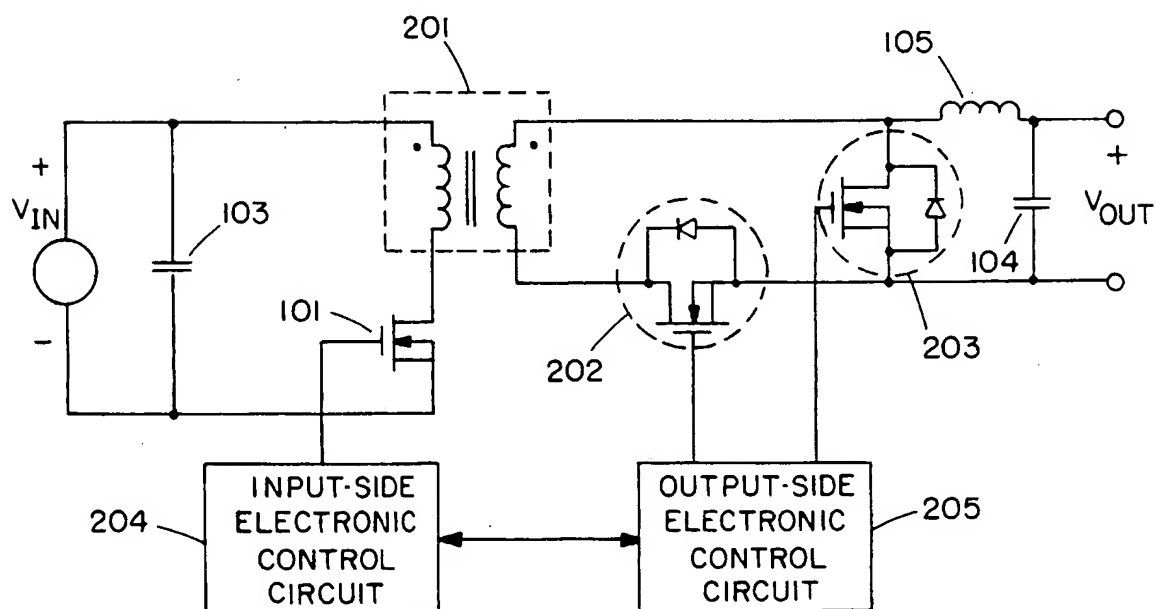 201
105
+
V_IN
-
103
+
V_OUT
104
101
202
203
204
INPUT-SIDE
ELECTRONIC
CONTROL
CIRCUIT
OUTPUT-SIDE
ELECTRONIC
CONTROL
CIRCUIT
205